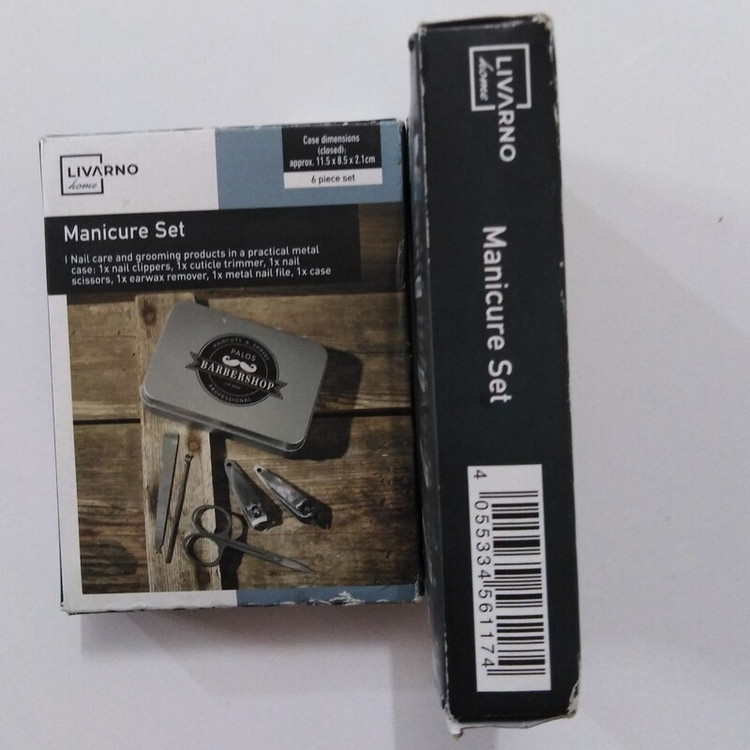 LIVARNO
home
Case dimensions
(closed):
approx. 11.5 x 8.5 x 2.1cm
6 piece set
Manicure Set
| Nail care and grooming products in a practical metal
case: 1x nail clippers, 1x cuticle trimmer, 1x nail
scissors, 1x earwax remover, 1x metal nail file, 1x case
PALOS
BARBERSHOP
PROFESSIONAL
LIVARNO
home
Manicure Set
4 055334 561174